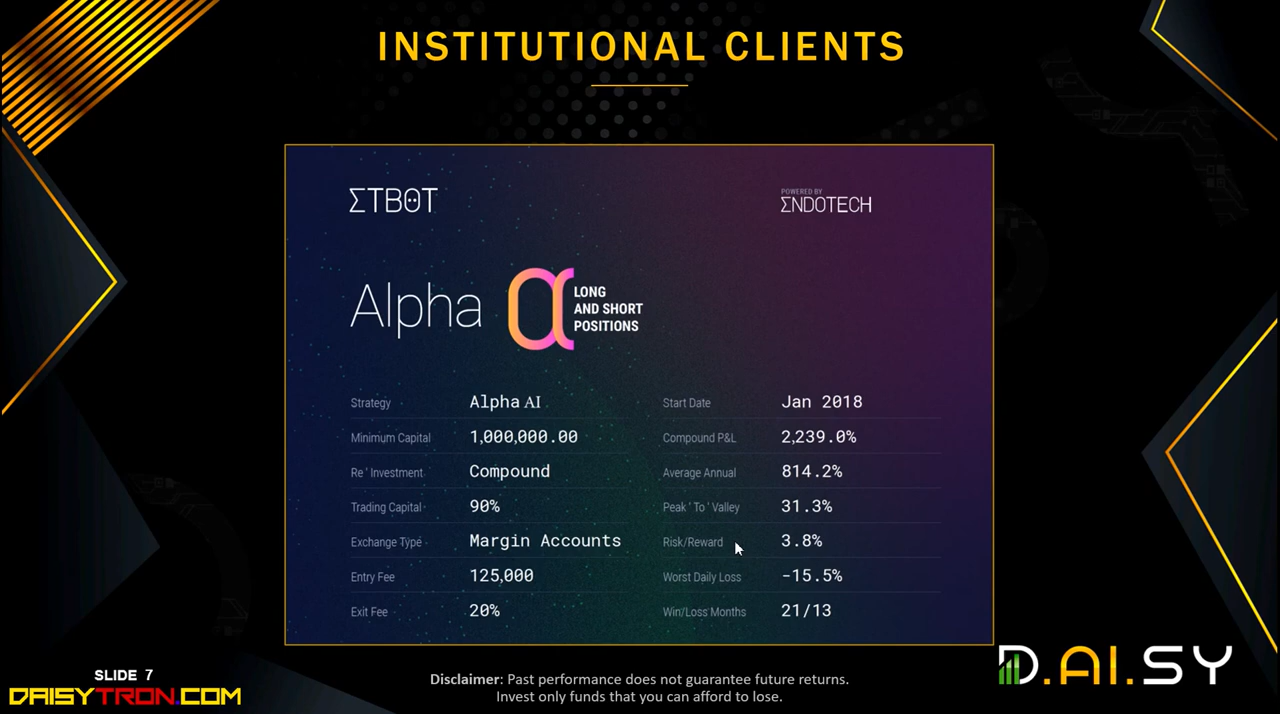 INSTITUTIONAL CLIENTS
ΣTBOT
POWERED BY
ΣNDOTECH
Alpha α
LONG
AND SHORT
POSITIONS
Strategy Alpha AI Start Date Jan 2018
Minimum Capital 1,000,000.00 Compound P&L 2,239.0%
Re ' Investment Compound Average Annual 814.2%
Trading Capital 90% Peak ' To ' Valley 31.3%
Exchange Type Margin Accounts Risk/Reward 3.8%
Entry Fee 125,000 Worst Daily Loss -15.5%
Exit Fee 20% Win/Loss Months 21/13
D.AI.SY
SLIDE 7
DAISYTRON.COM
Disclaimer: Past performance does not guarantee future returns.
Invest only funds that you can afford to lose.